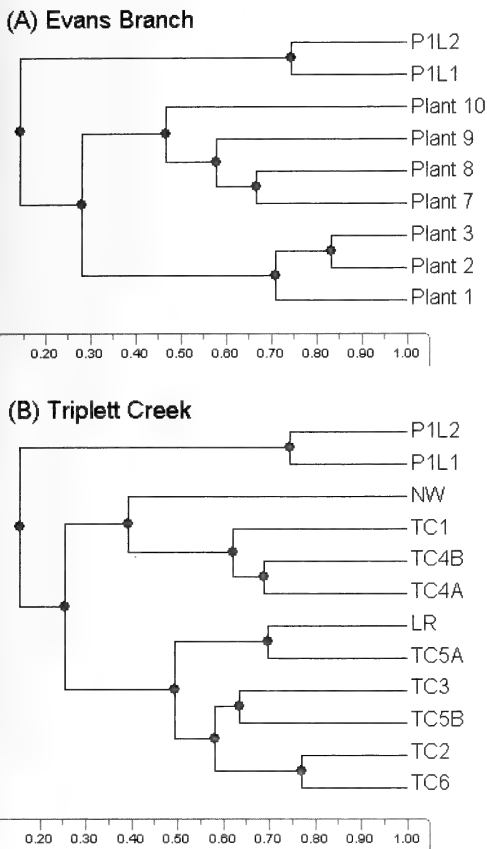 (A) Evans Branch
P1L2
P1L1
Plant 10
Plant 9
Plant 8
Plant 7
Plant 3
Plant 2
Plant 1
0.20 0.30 0.40 0.50 0.60 0.70 0.80 0.90 1.00
(B) Triplett Creek
P1L2
P1L1
NW
TC1
TC4B
TC4A
LR
TC5A
TC3
TC5B
TC2
TC6
0.20 0.30 0.40 0.50 0.60 0.70 0.80 0.90 1.00